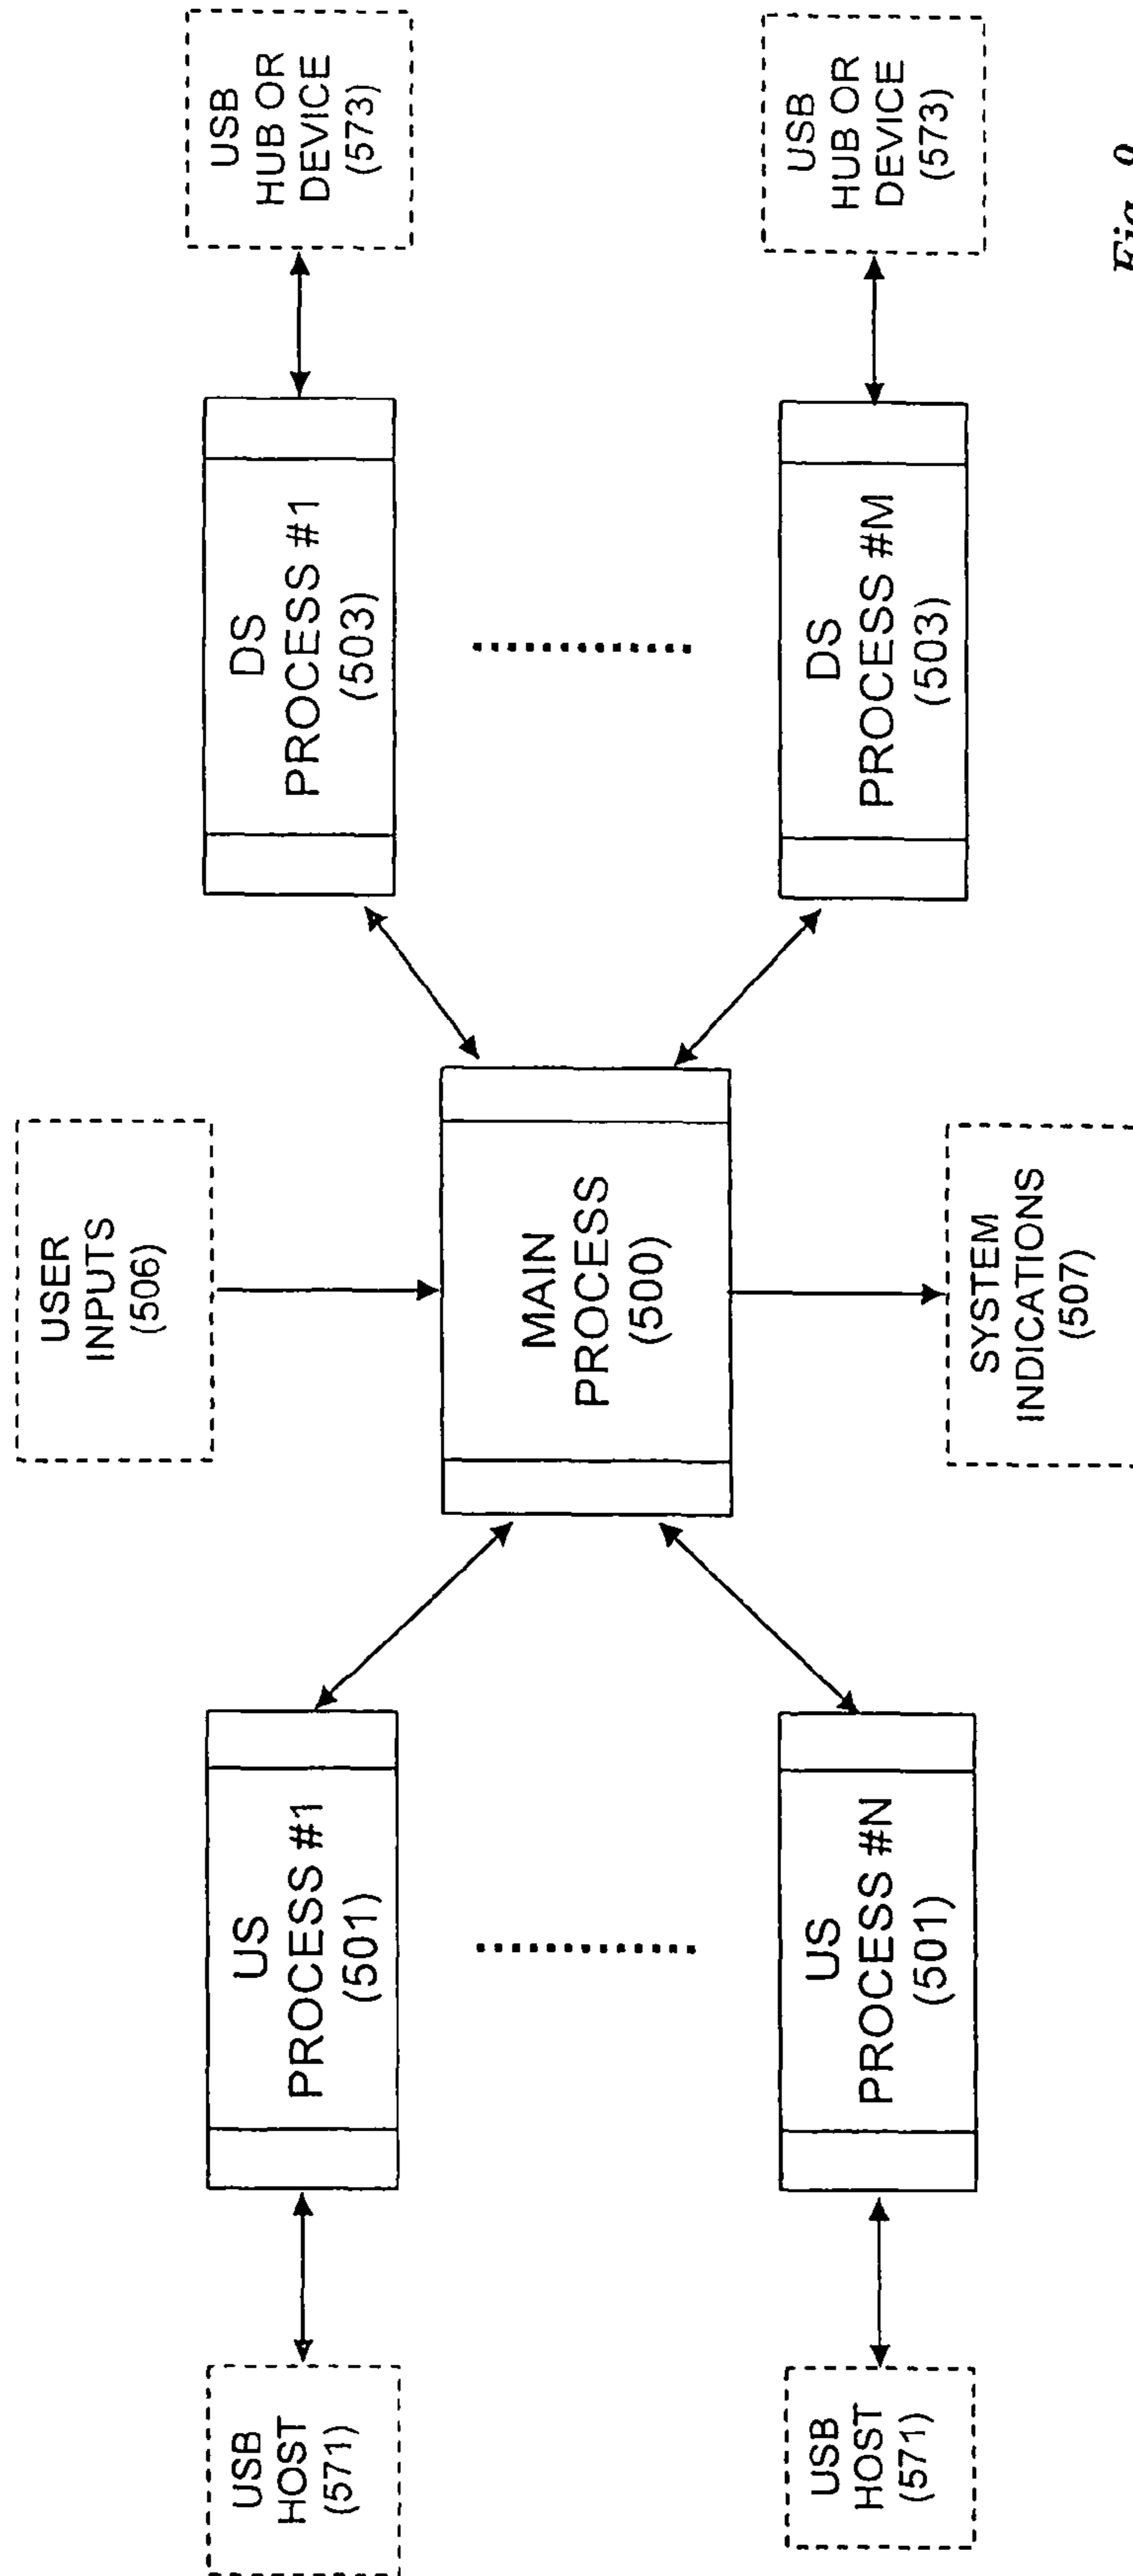 USER
INPUTS
(506)
USB
HOST
(571)
US
PROCESS #1
(501)
DS
PROCESS #1
(503)
USB
HUB OR
DEVICE
(573)
MAIN
PROCESS
(500)
USB
HOST
(571)
US
PROCESS #N
(501)
DS
PROCESS #M
(503)
USB
HUB OR
DEVICE
(573)
SYSTEM
INDICATIONS
(507)